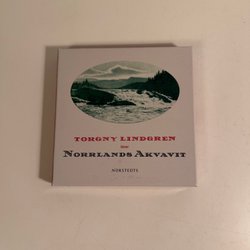 TORGNY LINDGREN
NORRLANDS AKVAVIT
NORSTEDTS